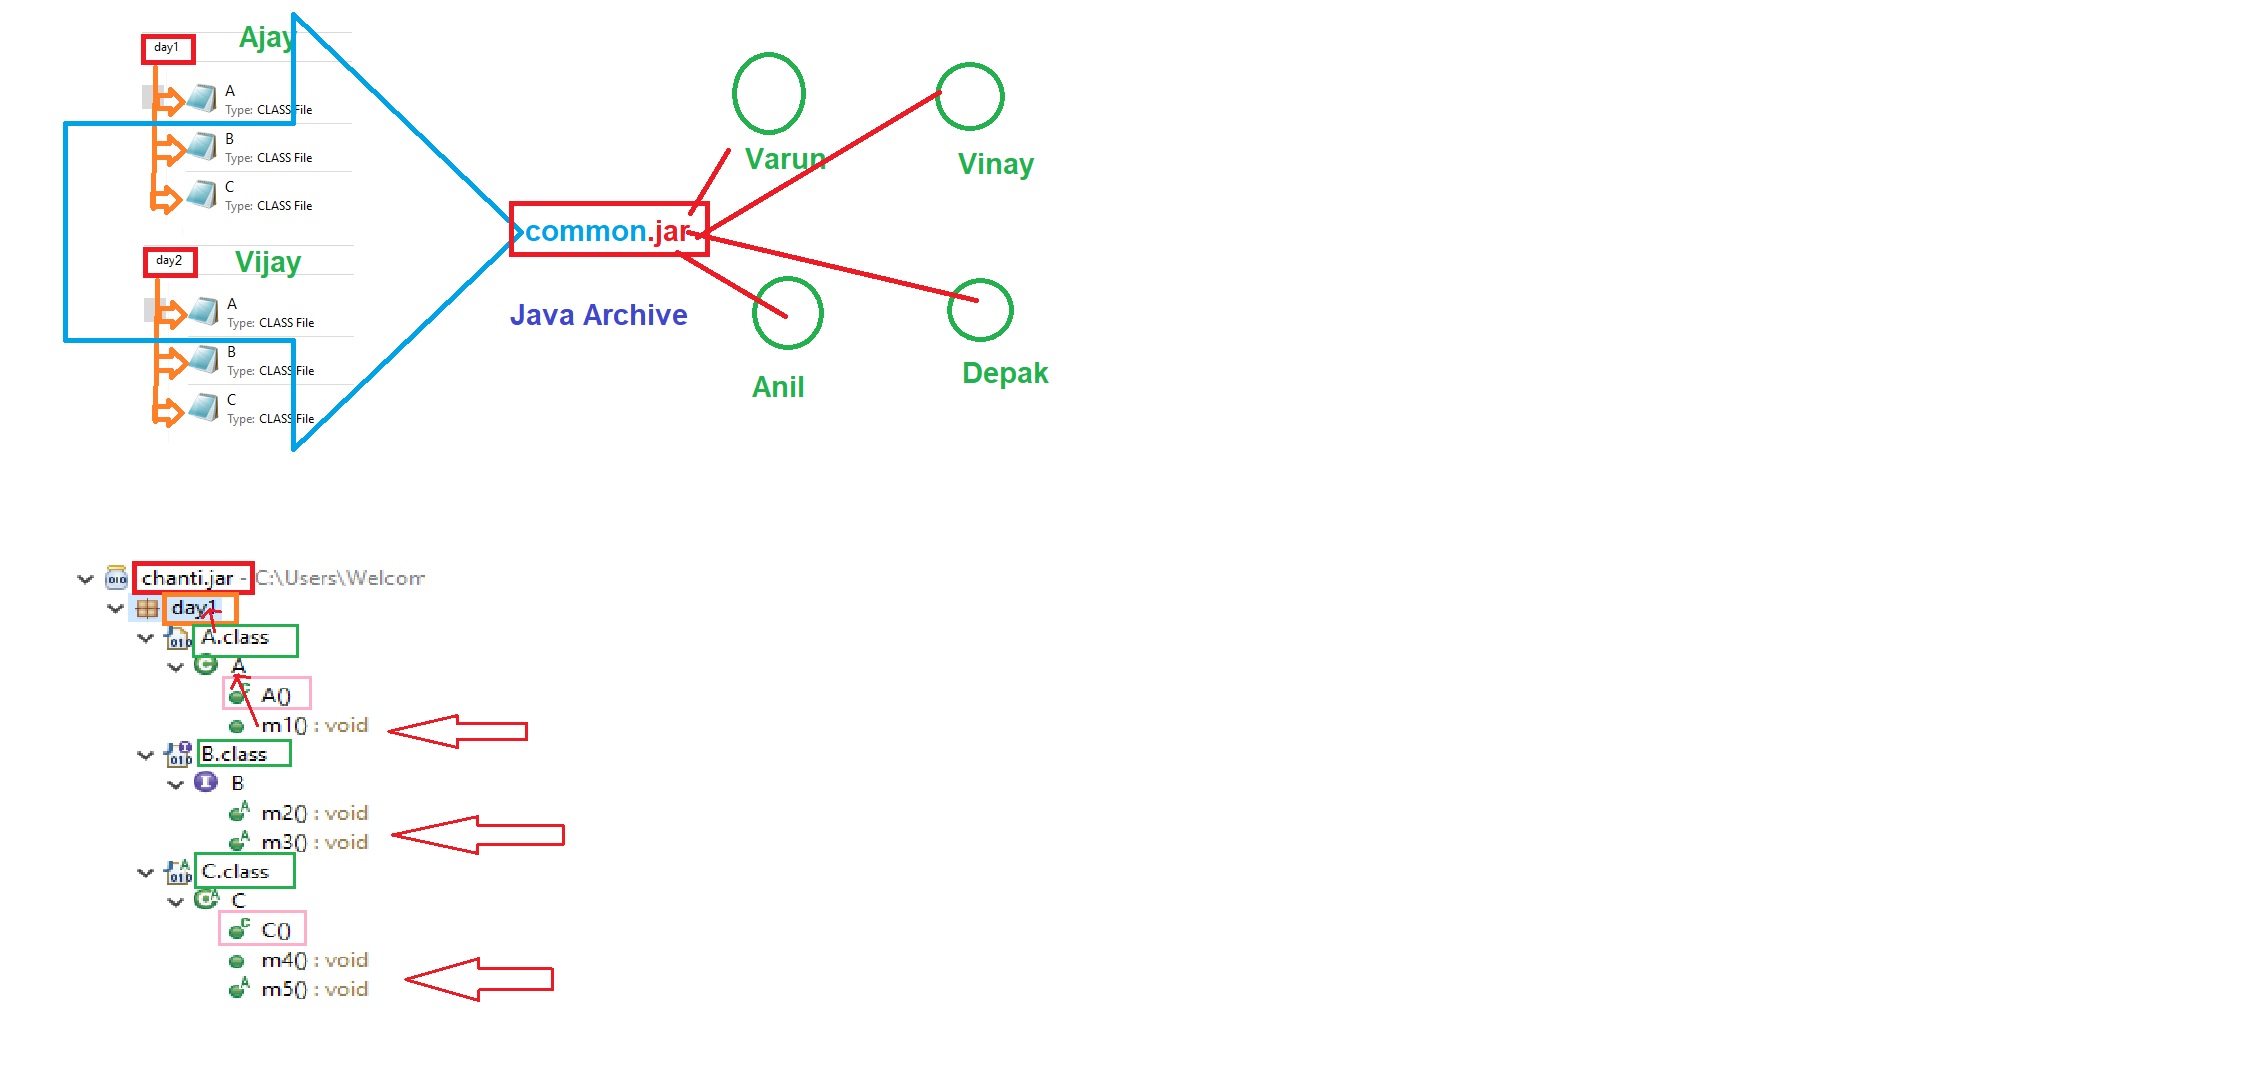 day1
Ajay
A
Type: CLASS File
B
Type: CLASS File
C
Type: CLASS File
day2
Vijay
A
Type: CLASS File
B
Type: CLASS File
C
Type: CLASS File
common.jar
Java Archive
Varun
Vinay
Anil
Depak
chanti.jar - C:\Users\Welcom
day1
A.class
A
A()
m1() : void
B.class
B
m2() : void
m3() : void
C.class
C
C()
m4() : void
m5() : void